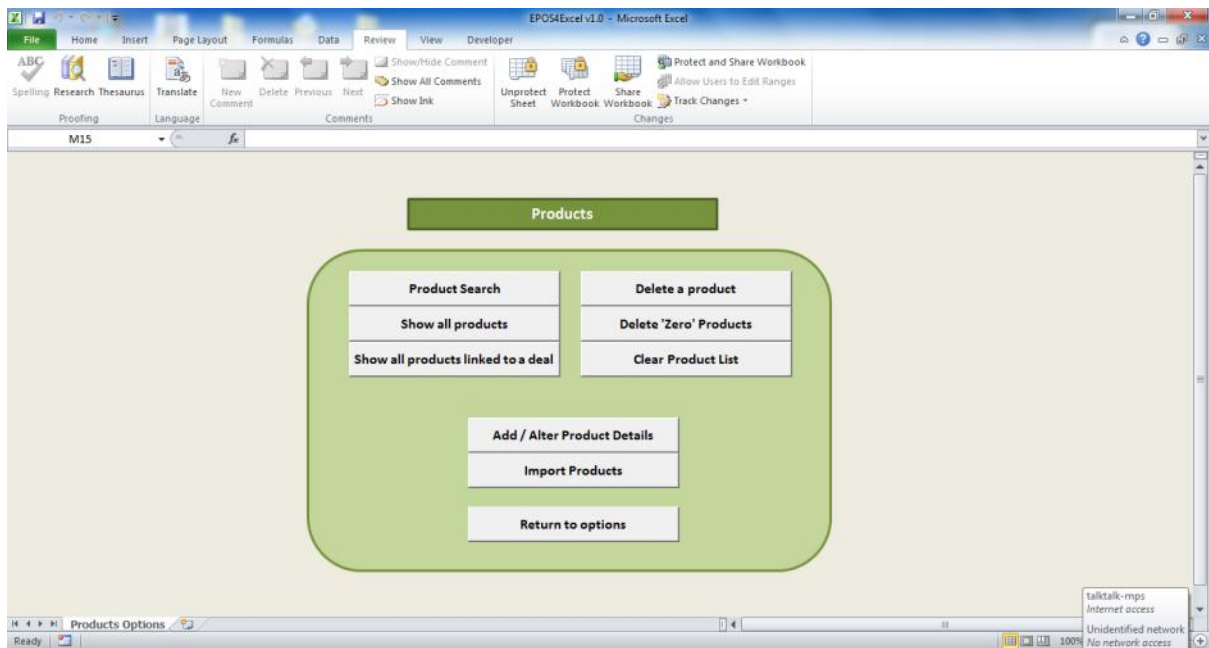 EPOS4Excel v1.0 - Microsoft Excel
File Home Insert Page Layout Formulas Data Review View Developer
ABC
Spelling Research Thesaurus
Proofing
Translate
Language
New Comment Delete Previous Next
Show/Hide Comment
Show All Comments
Show Ink
Comments
Unprotect Sheet Protect Workbook Share Workbook
Protect and Share Workbook
Allow Users to Edit Ranges
Track Changes
Changes
M15 fx
Products
Product Search Delete a product
Show all products Delete 'Zero' Products
Show all products linked to a deal Clear Product List
Add / Alter Product Details
Import Products
Return to options
talktalk-mps
Internet access
Unidentified network
No network access
Products Options
Ready 100%